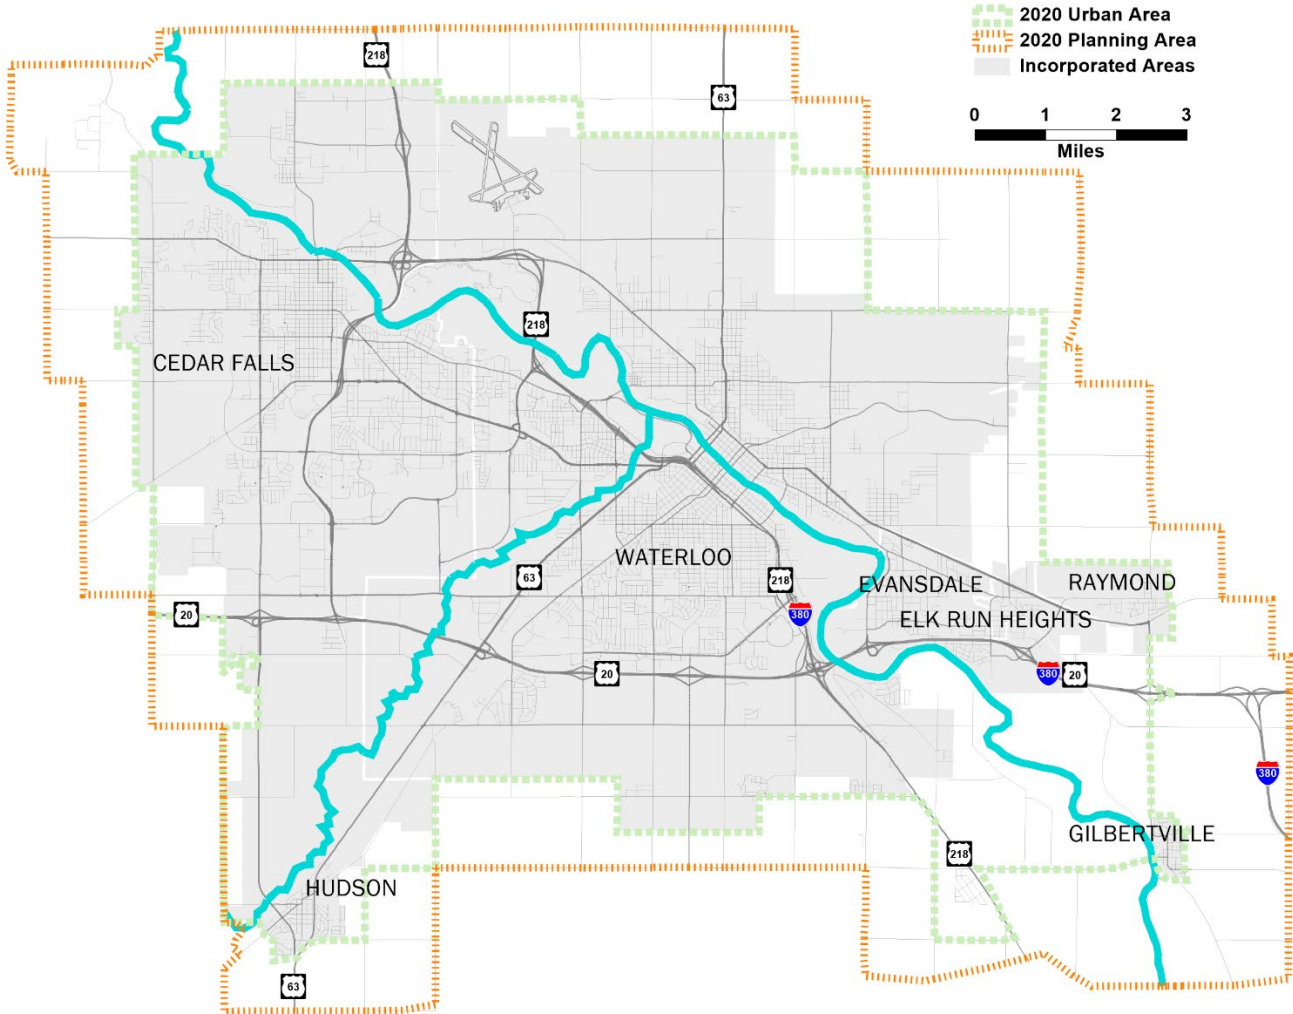 2020 Urban Area
2020 Planning Area
Incorporated Areas
0 1 2 3
Miles
218
63
218
CEDAR FALLS
WATERLOO
63
218
EVANSDALE
RAYMOND
380
20
ELK RUN HEIGHTS
20
380
20
380
GILBERTVILLE
218
HUDSON
63